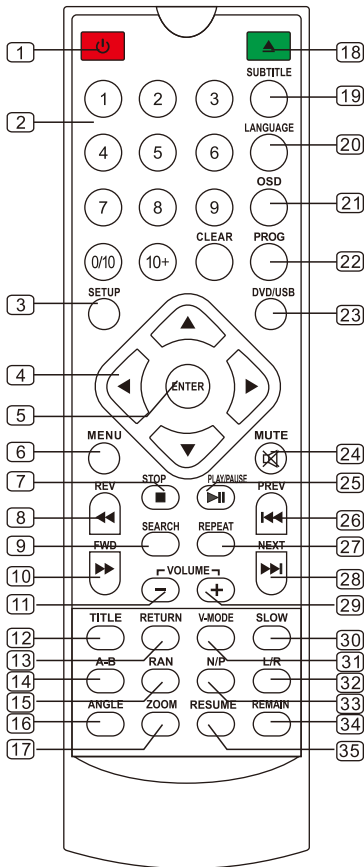 1 18
SUBTITLE
1 2 3 19
2
LANGUAGE
4 5 6 20
OSD
7 8 9 21
CLEAR PROG
0/10 10+ 22
SETUP DVD/USB
3 23
4
ENTER
5
MENU MUTE
6 24
7 STOP PLAY/PAUSE 25
REV PREV
8 26
SEARCH REPEAT
9 27
FWD NEXT
10 28
VOLUME
11 − + 29
TITLE RETURN V-MODE SLOW
12 30
13 31
A-B RAN N/P L/R
14 32
15 33
ANGLE ZOOM RESUME REMAIN
16 34
17 35